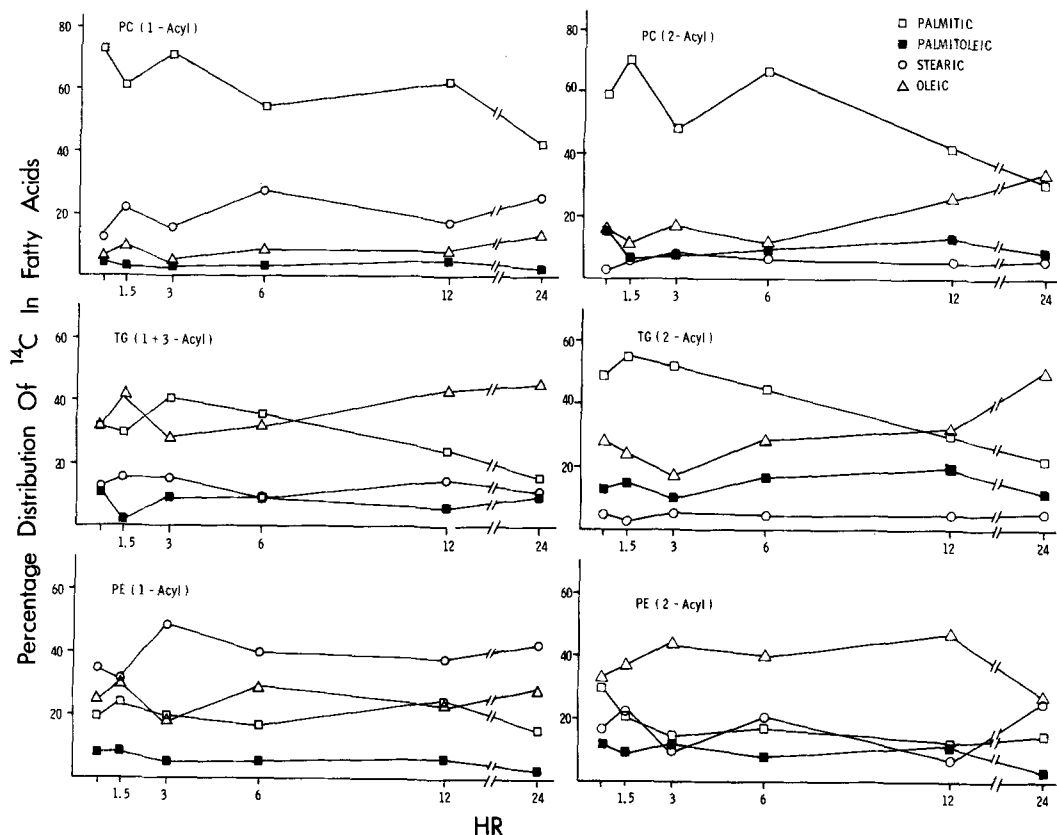 Percentage Distribution Of ¹⁴C In Fatty Acids
PC (1 - Acyl)
80
60
40
20
1.5 3 6 12 24
PC (2-Acyl)
PALMITIC
PALMITOLEIC
STEARIC
OLEIC
80
60
40
20
1.5 3 6 12 24
TG (1 + 3 - Acyl)
60
40
20
1.5 3 6 12 24
TG (2 - Acyl)
60
40
20
1.5 3 6 12 24
PE (1 - Acyl)
60
40
20
1.5 3 6 12 24
PE (2 - Acyl)
60
40
20
1.5 3 6 12 24
HR